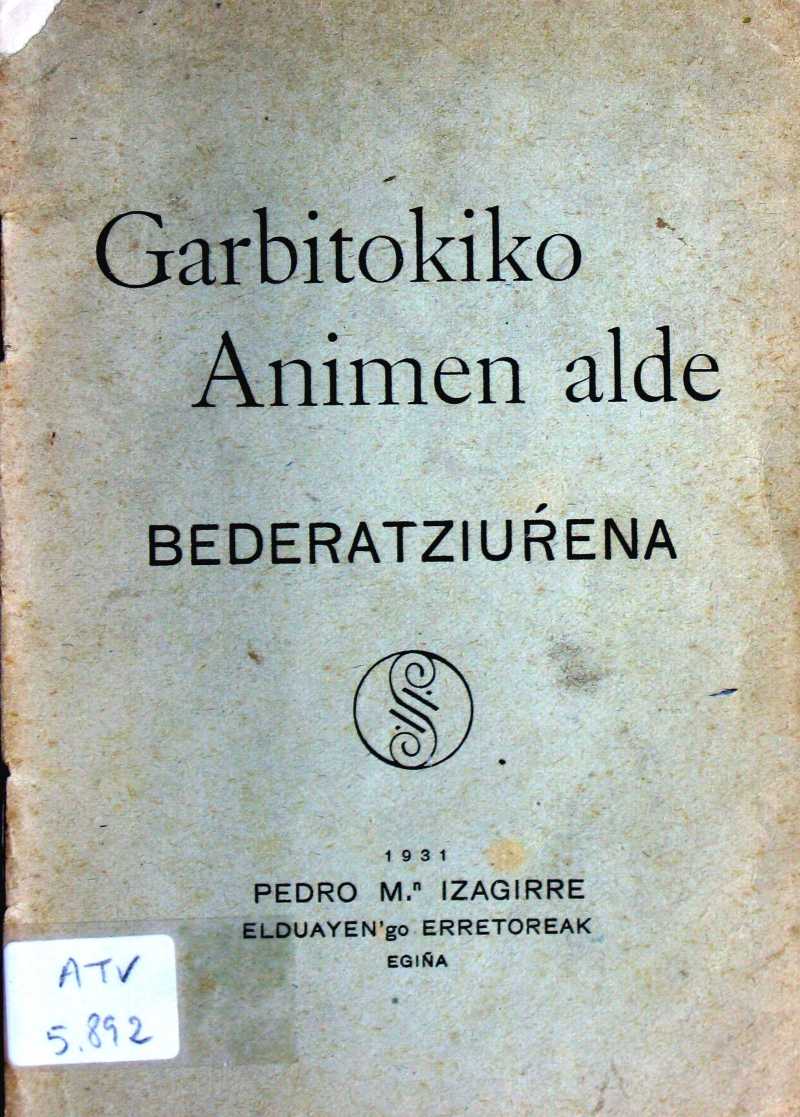 Garbitokiko
Animen alde
BEDERATZIUŔENA
1931
PEDRO M.ⁿ IZAGIRRE
ELDUAYEN'go ERRETOREAK
EGIÑA
ATV
5.892